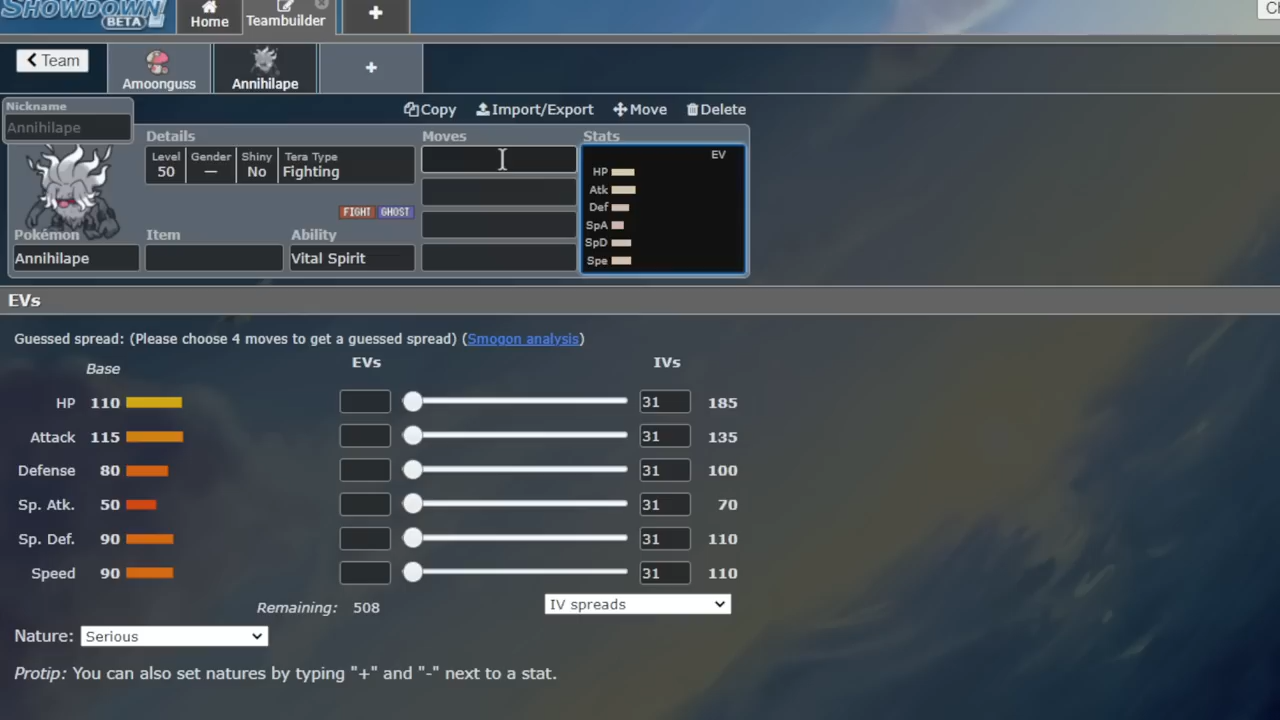 SHOWDOWN
BETA
Home
Teambuilder
+
Ch
Team
Amoonguss
Annihilape
+
Nickname
Annihilape
Copy
Import/Export
Move
Delete
Details
Moves
Stats
Level
50
Gender
—
Shiny
No
Tera Type
Fighting
EV
HP
Atk
Def
SpA
SpD
Spe
FIGHT GHOST
Pokémon
Annihilape
Item
Ability
Vital Spirit
EVs
Guessed spread: (Please choose 4 moves to get a guessed spread) (Smogon analysis)
Base EVs IVs
HP 110 31 185
Attack 115 31 135
Defense 80 31 100
Sp. Atk. 50 31 70
Sp. Def. 90 31 110
Speed 90 31 110
Remaining: 508
IV spreads
Nature: Serious
Protip: You can also set natures by typing "+" and "-" next to a stat.